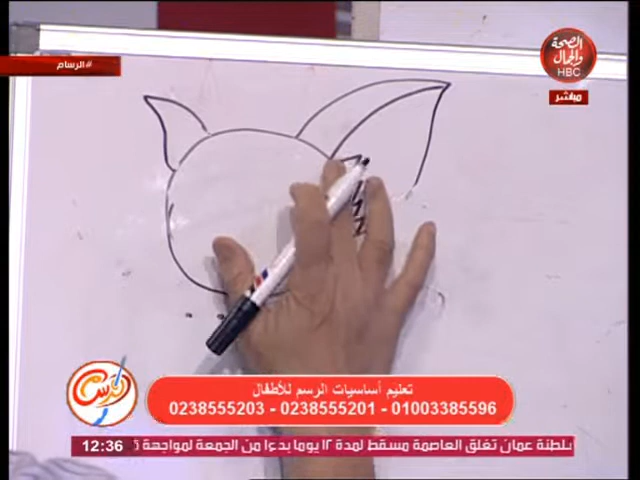 الصحة
والجمال
HBC
مباشر
#الرسام
تعليم أساسيات الرسم للأطفال
0238555203 - 0238555201 - 01003385596
12:36
سلطنة عمان تغلق العاصمة مسقط لمدة ١٢ يوما بدءا من الجمعة لمواجهة